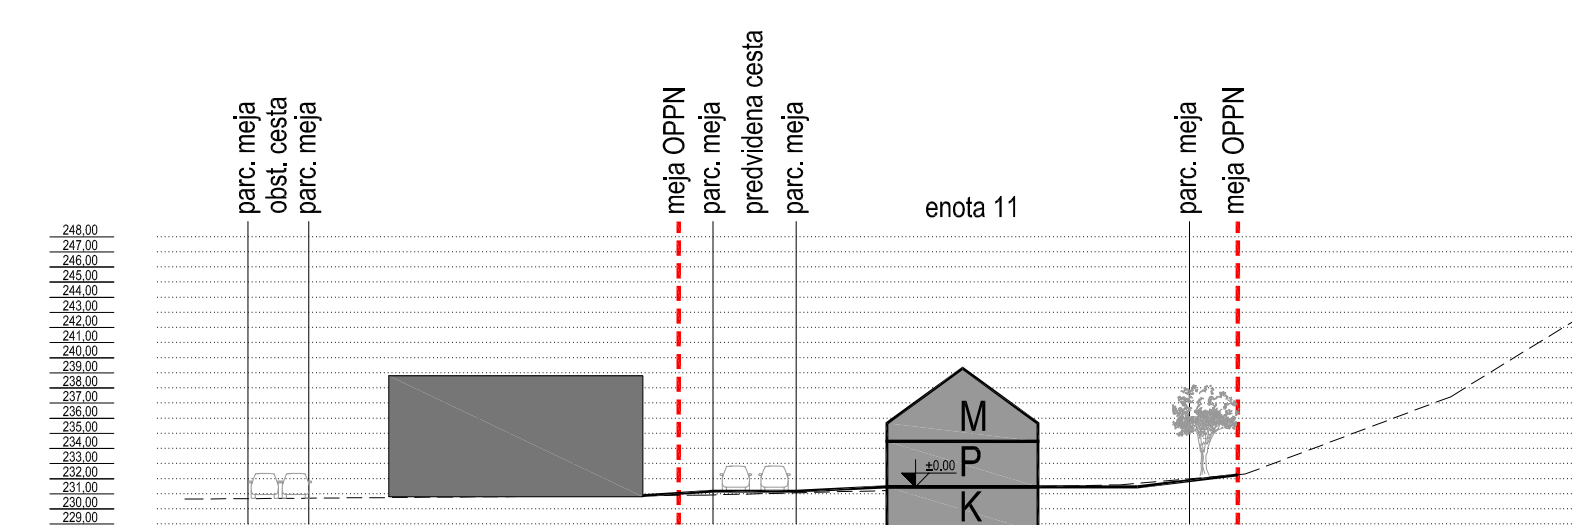 parc. meja
obst. cesta
parc. meja
meja OPPN
parc. meja
predvidena cesta
parc. meja
enota 11
parc. meja
meja OPPN
248,00
247,00
246,00
245,00
244,00
243,00
242,00
241,00
240,00
239,00
238,00
237,00
236,00
235,00
234,00
233,00
232,00
231,00
230,00
229,00
M
P
±0.00
K